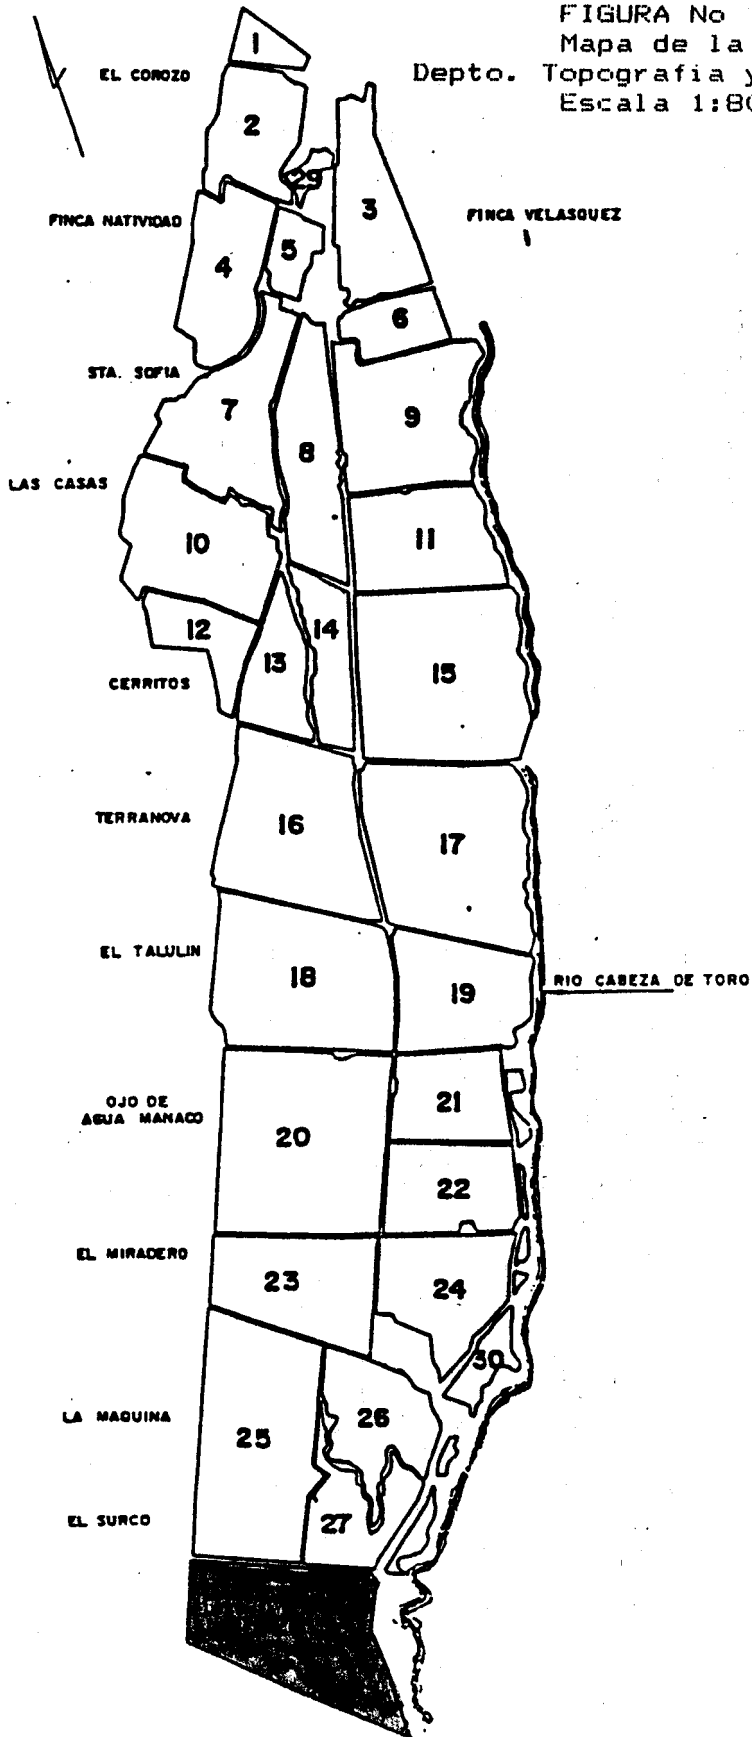 FIGURA No
Mapa de la
Depto. Topografia y
Escala 1:80
1
EL COROZO
2
29
3
FINCA NATIVIDAD
FINCA VELASQUEZ
5
4
6
STA. SOFIA
7
9
8
LAS CASAS
10
11
12
14
13
15
CERRITOS
TERRANOVA
16
17
EL TALULIN
18
19
RIO CABEZA DE TORO
OJO DE
AGUA MANACO
21
20
22
EL MIRADERO
23
24
30
LA MAQUINA
26
25
EL SURCO
27